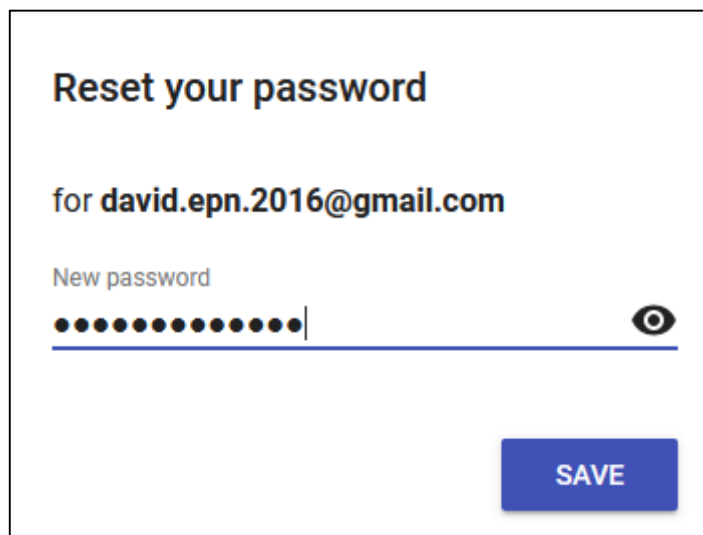 Reset your password
for david.epn.2016@gmail.com
New password
●●●●●●●●●●●●●
SAVE